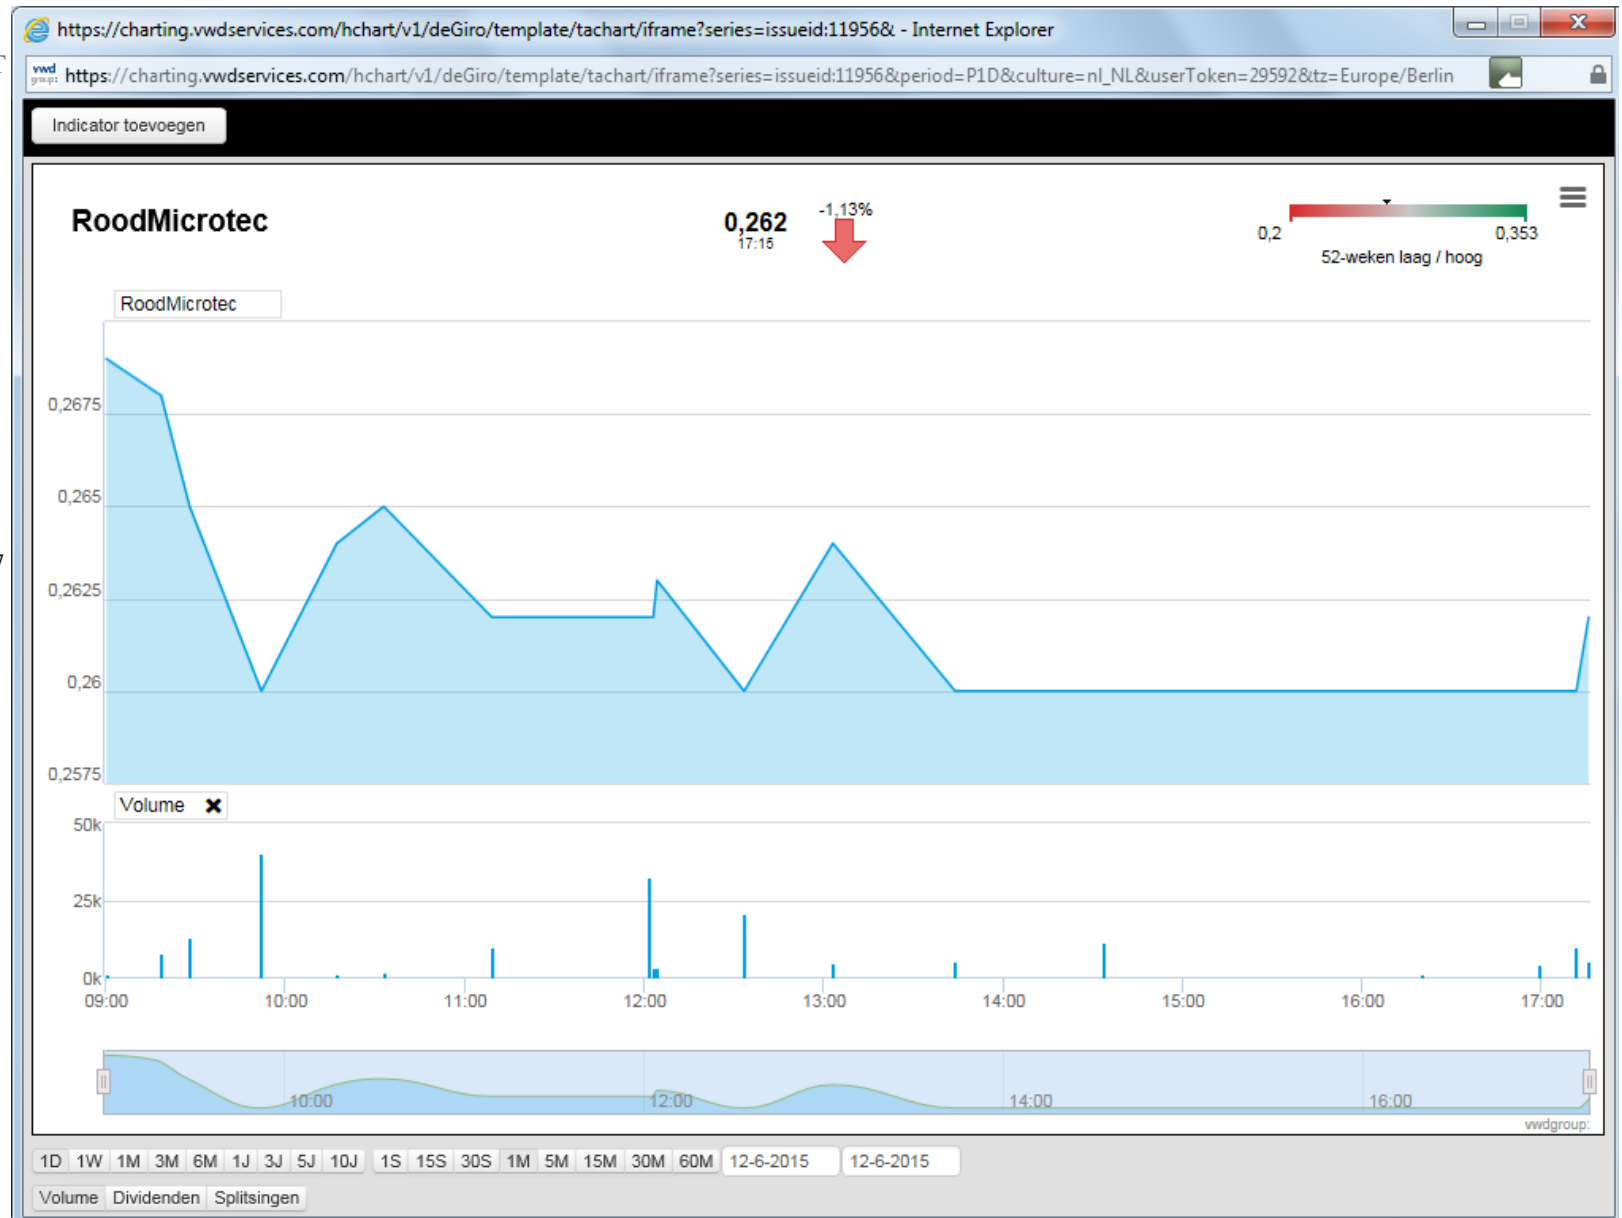 https://charting.vwdservices.com/hchart/v1/deGiro/template/tachart/iframe?series=issueid:11956& - Internet Explorer
vwd group: https://charting.vwdservices.com/hchart/v1/deGiro/template/tachart/iframe?series=issueid:11956&period=P1D&culture=nl_NL&userToken=29592&tz=Europe/Berlin
Indicator toevoegen
RoodMicrotec
0,262
17:15
-1,13%
0,2
0,353
52-weken laag / hoog
RoodMicrotec
0,2675
0,265
0,2625
0,26
0,2575
Volume
50k
25k
0k
09:00 10:00 11:00 12:00 13:00 14:00 15:00 16:00 17:00
10:00 12:00 14:00 16:00
vwdgroup:
1D 1W 1M 3M 6M 1J 3J 5J 10J 1S 15S 30S 1M 5M 15M 30M 60M 12-6-2015 12-6-2015
Volume Dividenden Splitsingen